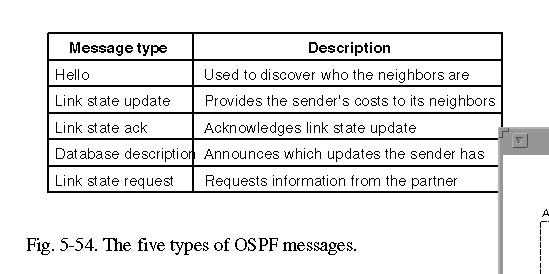 Message type Description
Hello Used to discover who the neighbors are
Link state update Provides the sender's costs to its neighbors
Link state ack Acknowledges link state update
Database description Announces which updates the sender has
Link state request Requests information from the partner
A
Fig. 5-54. The five types of OSPF messages.